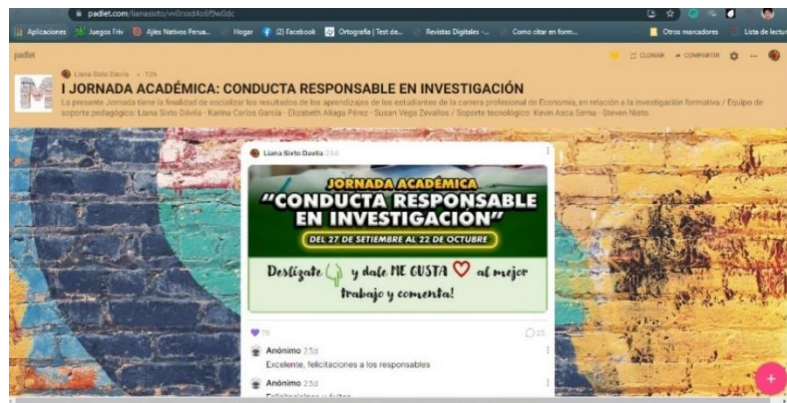 padlet.com/lianasixto/
Aplicaciones Juegos Friv Ajíes Nativos Perua... Hogar (2) Facebook Ortografía | Test de... Revistas Digitales -... Como citar en form... Otros marcadores Lista de lectur
padlet CLONAR COMPARTIR
Liana Sixto Dávila
I JORNADA ACADÉMICA: CONDUCTA RESPONSABLE EN INVESTIGACIÓN
La presente Jornada tiene la finalidad de socializar los resultados de los aprendizajes de los estudiantes de la carrera profesional de Economía, en relación a la investigación formativa / Equipo de
soporte pedagógico: Liana Sixto Dávila - Karina Carlos García - Elizabeth Aliaga Pérez - Susan Vega Zevallos / Soporte tecnológico: Kevin Asca Serna - Steven Nieto.
Liana Sixto Dávila
JORNADA ACADÉMICA
"CONDUCTA RESPONSABLE
EN INVESTIGACIÓN"
DEL 27 DE SETIEMBRE AL 22 DE OCTUBRE
Deslízate y dale ME GUSTA al mejor
trabajo y comenta!
Anónimo 23d
Excelente, felicitaciones a los responsables
Anónimo 23d